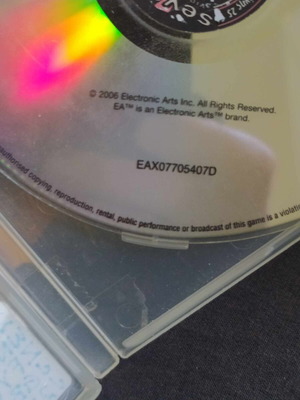 © 2006 Electronic Arts Inc. All Rights Reserved.
EA™ is an Electronic Arts™ brand.
EAX07705407D
copying, reproduction, rental, public performance or broadcast of this game is a